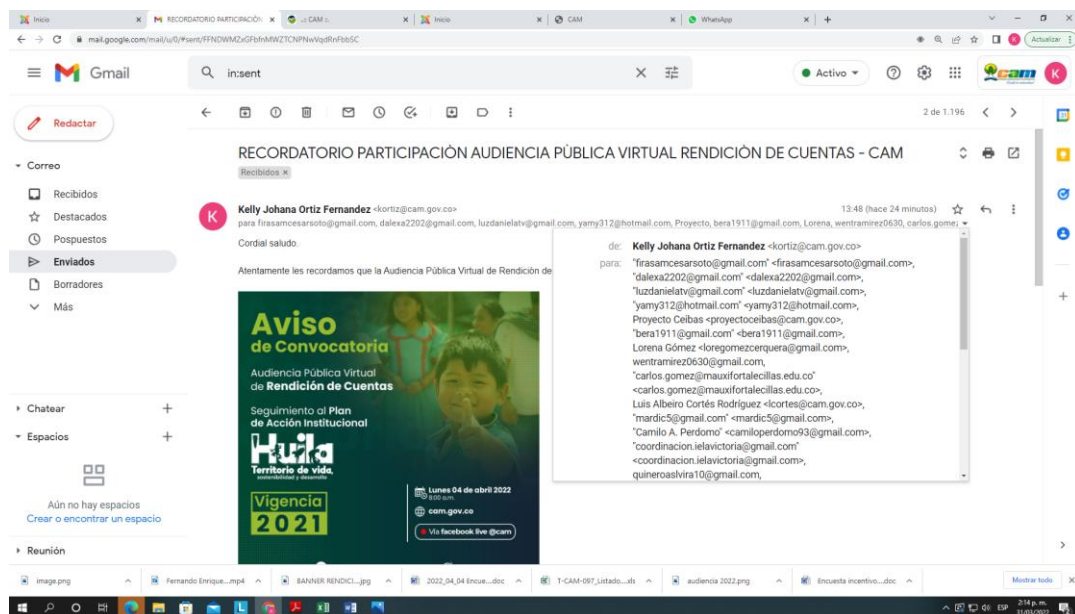 Inicio
RECORDATORIO PARTICIPACIÓN
.:: CAM ::.
Inicio
CAM
WhatsApp
mail.google.com/mail/u/0/#sent/
Actualizar
Gmail
in:sent
Activo
cam
K
Redactar
2 de 1.196
Correo
Recibidos
Destacados
Pospuestos
Enviados
Borradores
Más
Chatear
Espacios
Aún no hay espacios
Crear o encontrar un espacio
Reunión
RECORDATORIO PARTICIPACIÒN AUDIENCIA PÙBLICA VIRTUAL RENDICIÒN DE CUENTAS - CAM
Recibidos ×
K
Kelly Johana Ortiz Fernandez <kortiz@cam.gov.co>
13:48 (hace 24 minutos)
para firasamcesarsoto@gmail.com, dalexa2202@gmail.com, luzdanielatv@gmail.com, yamy312@hotmail.com, Proyecto, bera1911@gmail.com, Lorena, wentramirez0630, carlos.gomez
Cordial saludo.
Atentamente les recordamos que la Audiencia Pública Virtual de Rendición de
Aviso
de Convocatoria
Audiencia Pública Virtual
de Rendición de Cuentas
Seguimiento al Plan
de Acción Institucional
Huila
Territorio de vida,
sostenibilidad y desarrollo
Vigencia
2021
Lunes 04 de abril 2022
8:00 a.m.
cam.gov.co
Vía facebook live @cam
de: Kelly Johana Ortiz Fernandez <kortiz@cam.gov.co>
para: "firasamcesarsoto@gmail.com" <firasamcesarsoto@gmail.com>,
"dalexa2202@gmail.com" <dalexa2202@gmail.com>,
"luzdanielatv@gmail.com" <luzdanielatv@gmail.com>,
"yamy312@hotmail.com" <yamy312@hotmail.com>,
Proyecto Ceibas <proyectoceibas@cam.gov.co>,
"bera1911@gmail.com" <bera1911@gmail.com>,
Lorena Gómez <loregomezcerquera@gmail.com>,
wentramirez0630@gmail.com,
"carlos.gomez@mauxifortalecillas.edu.co"
<carlos.gomez@mauxifortalecillas.edu.co>,
Luis Albeiro Cortés Rodríguez <lcortes@cam.gov.co>,
"mardic5@gmail.com" <mardic5@gmail.com>,
"Camilo A. Perdomo" <camiloperdomo93@gmail.com>,
"coordinacion.ielavictoria@gmail.com"
<coordinacion.ielavictoria@gmail.com>,
quineroaslvira10@gmail.com,
image.png
Fernando Enrique...mp4
BANNER RENDICI....jpg
2022_04_04 Encue...doc
T-CAM-097_Listado...xls
audiencia 2022.png
Encuesta incentivo...doc
Mostrar todo
ESP
2:14 p. m.
31/03/2022